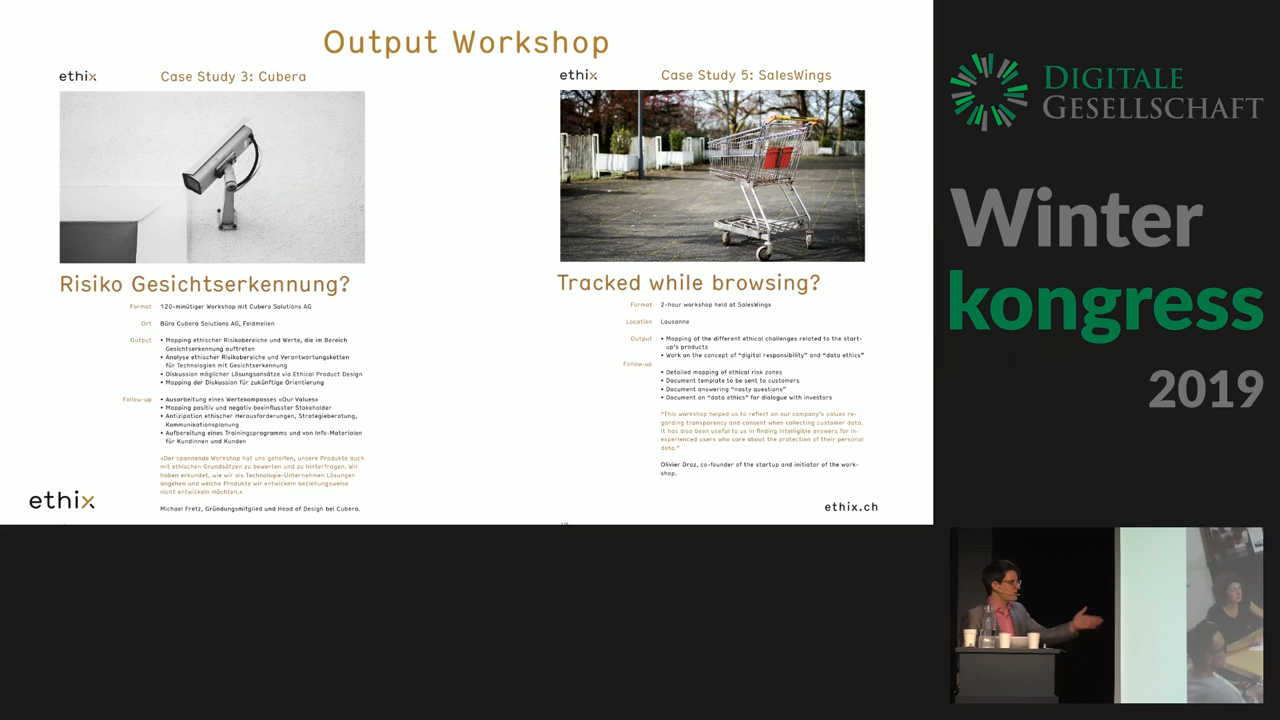 Output Workshop
ethix
Case Study 3: Cubera
Risiko Gesichtserkennung?
Format 120-minütiger Workshop mit Cubera Solutions AG
Ort Büro Cubera Solutions AG, Feldmeilen
Output • Mapping ethischer Risikobereiche und Werte, die im Bereich
Gesichtserkennung auftreten
• Analyse ethischer Risikobereiche und Verantwortungsketten
für Technologien mit Gesichtserkennung
• Diskussion möglicher Lösungsansätze via Ethical Product Design
• Mapping der Diskussion für zukünftige Orientierung
Follow-up • Ausarbeitung eines Wertekompasses «Our Values»
• Mapping positiv und negativ beeinflusster Stakeholder
• Antizipation ethischer Herausforderungen, Strategieberatung,
Kommunikationsplanung
• Aufbereitung eines Trainingsprogramms und von Info-Materialen
für Kundinnen und Kunden
«Der spannende Workshop hat uns geholfen, unsere Produkte auch
mit ethischen Grundsätzen zu bewerten und zu hinterfragen. Wir
haben erkundet, wie wir als Technologie-Unternehmen Lösungen
angehen und welche Produkte wir entwickeln beziehungsweise
nicht entwickeln möchten.»
Michael Fretz, Gründungsmitglied und Head of Design bei Cubera.
ethix
ethix
Case Study 5: SalesWings
Tracked while browsing?
Format 2-hour workshop held at SalesWings
Location Lausanne
Output • Mapping of the different ethical challenges related to the start-
up's products
• Work on the concept of "digital responsibility" and "data ethics"
Follow-up
• Detailed mapping of ethical risk zones
• Document template to be sent to customers
• Document answering "nasty questions"
• Document on "data ethics" for dialogue with investors
"This workshop helped us to reflect on our company's values re-
garding transparency and consent when collecting customer data.
It has also been useful to us in finding intelligible answers for in-
experienced users who care about the protection of their personal
data."
Olivier Droz, co-founder of the startup and initiator of the work-
shop.
ethix.ch
DIGITALE
GESELLSCHAFT
Winter
kongress
2019